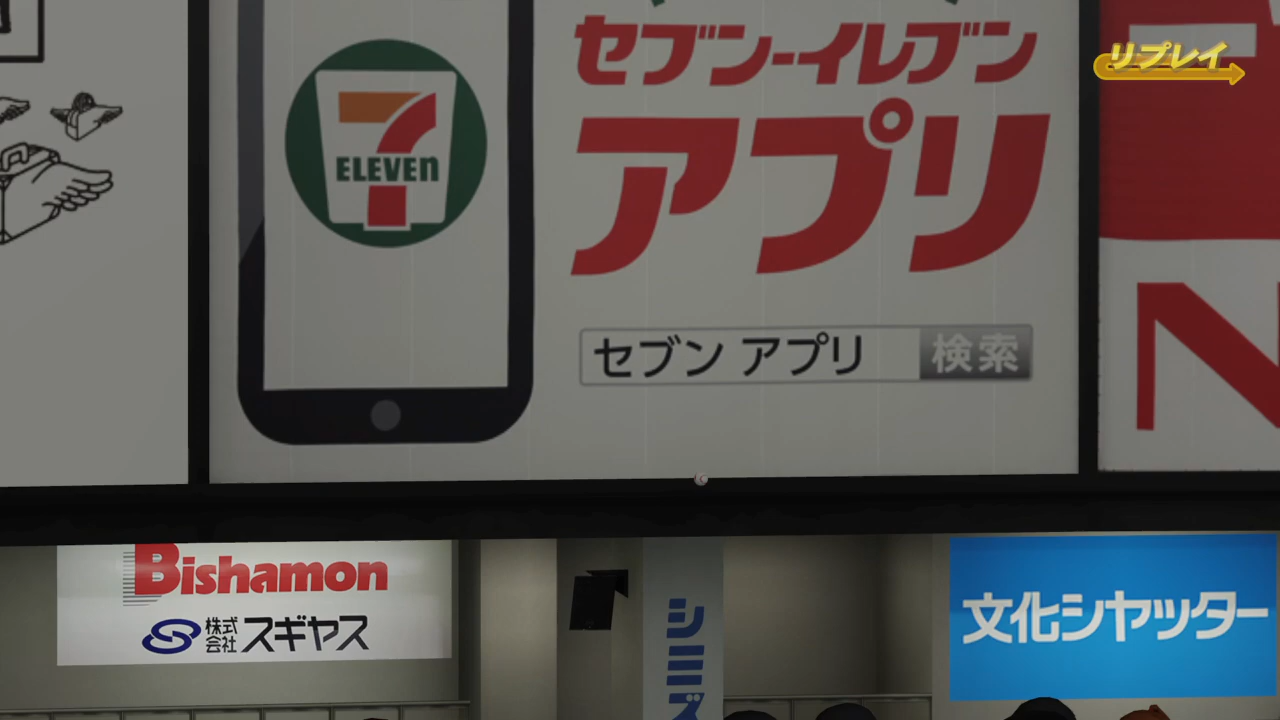 セブン-イレブン
アプリ
7
ELEVEn
セブン アプリ 検索
リプレイ
N
Bishamon
株式会社スギヤス
シミズ
文化シヤッター